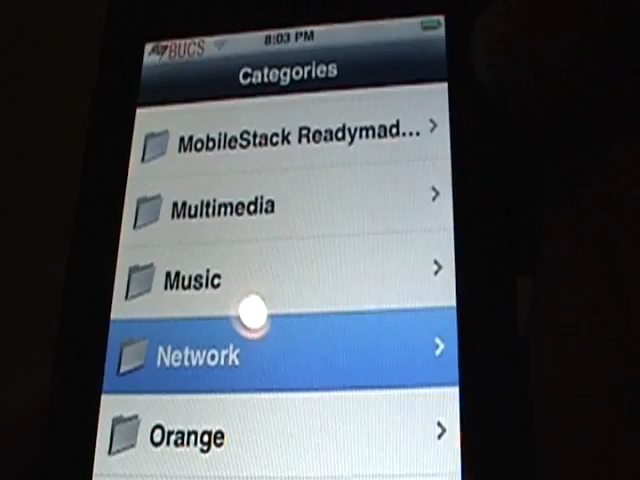 BUCS 8:03 PM
Categories
MobileStack Readymad...
Multimedia
Music
Network
Orange